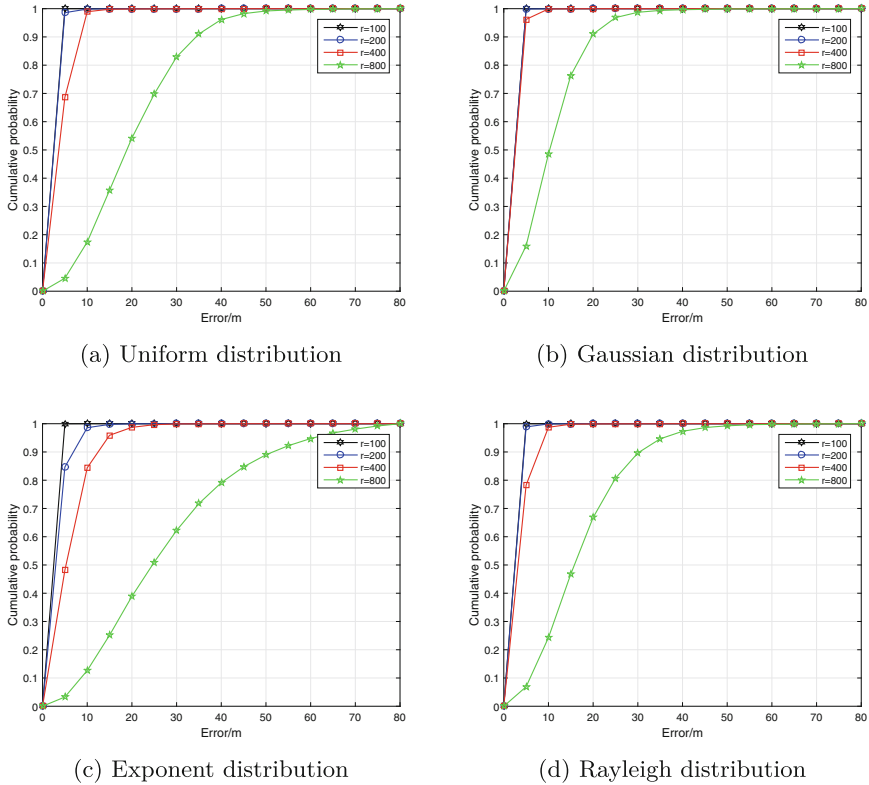 1
0.9
0.8
0.7
0.6
0.5
0.4
0.3
0.2
0.1
0
Cumulative probability
r=100
r=200
r=400
r=800
0 10 20 30 40 50 60 70 80
Error/m
(a) Uniform distribution
1
0.9
0.8
0.7
0.6
0.5
0.4
0.3
0.2
0.1
0
Cumulative probability
r=100
r=200
r=400
r=800
0 10 20 30 40 50 60 70 80
Error/m
(b) Gaussian distribution
1
0.9
0.8
0.7
0.6
0.5
0.4
0.3
0.2
0.1
0
Cumulative probability
r=100
r=200
r=400
r=800
0 10 20 30 40 50 60 70 80
Error/m
(c) Exponent distribution
1
0.9
0.8
0.7
0.6
0.5
0.4
0.3
0.2
0.1
0
Cumulative probability
r=100
r=200
r=400
r=800
0 10 20 30 40 50 60 70 80
Error/m
(d) Rayleigh distribution